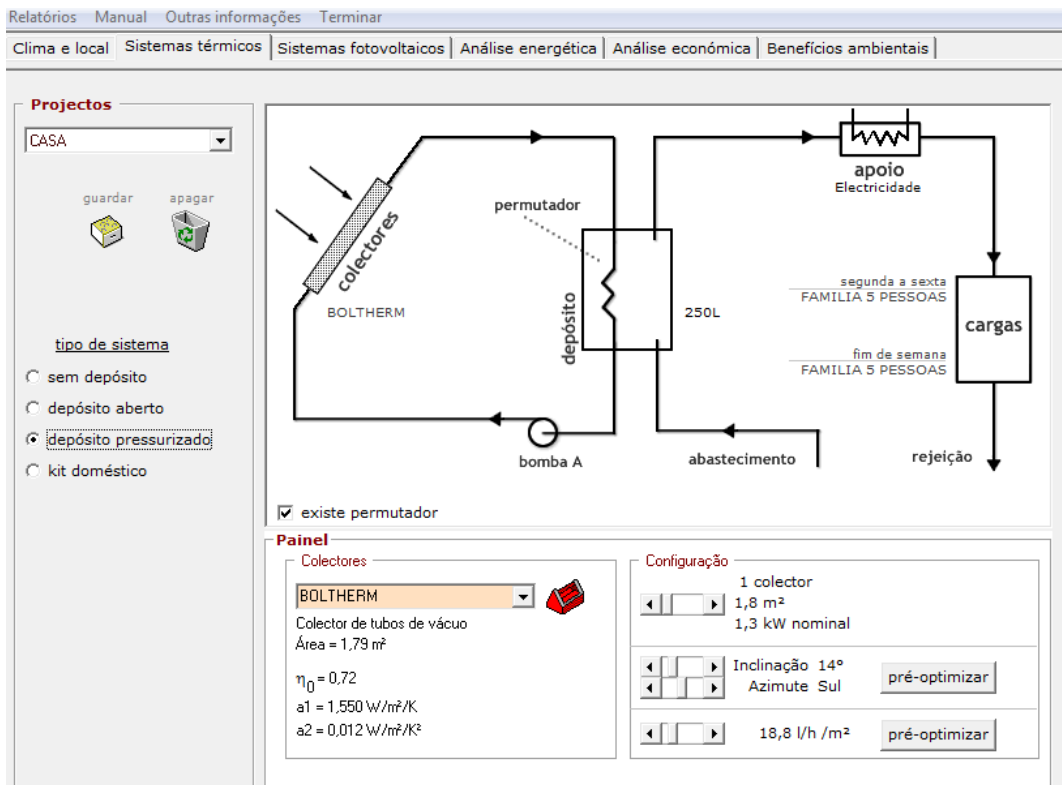 Relatórios Manual Outras informações Terminar
Clima e local Sistemas térmicos Sistemas fotovoltaicos Análise energética Análise económica Benefícios ambientais
Projectos
CASA
guardar apagar
tipo de sistema
sem depósito
depósito aberto
depósito pressurizado
kit doméstico
colectores
BOLTHERM
permutador
depósito
250L
bomba A
abastecimento
apoio
Electricidade
segunda a sexta
FAMILIA 5 PESSOAS
fim de semana
FAMILIA 5 PESSOAS
cargas
rejeição
existe permutador
Painel
Colectores
BOLTHERM
Colector de tubos de vácuo
Área = 1,79 m²
η0 = 0,72
a1 = 1,550 W/m²/K
a2 = 0,012 W/m²/K²
Configuração
1 colector
1,8 m²
1,3 kW nominal
Inclinação 14°
Azimute Sul
pré-optimizar
18,8 l/h /m²
pré-optimizar